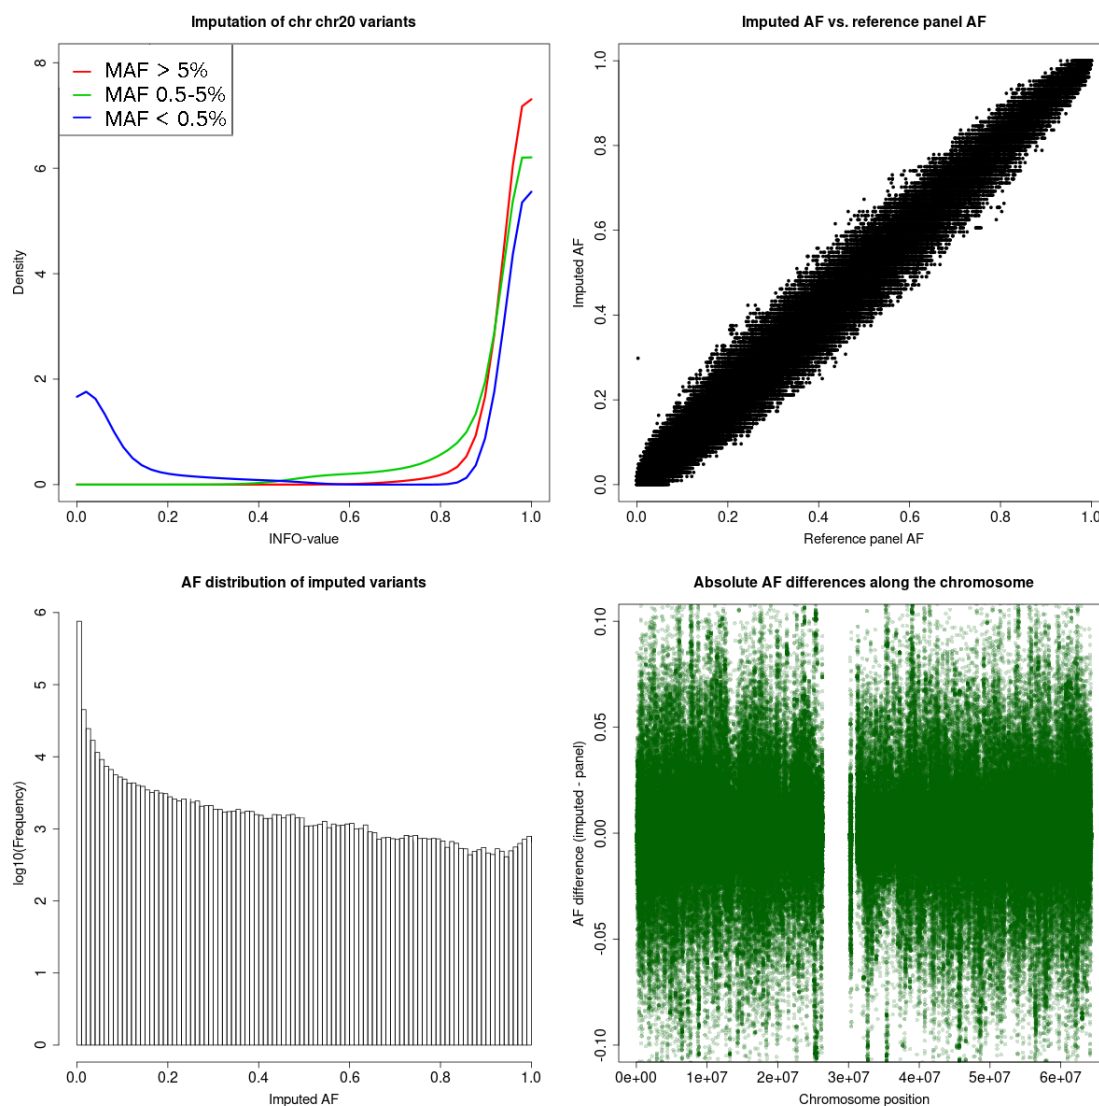 Imputation of chr chr20 variants
MAF > 5%
MAF 0.5-5%
MAF < 0.5%
Density
0
2
4
6
8
0.0 0.2 0.4 0.6 0.8 1.0
INFO-value
Imputed AF vs. reference panel AF
Imputed AF
0.0 0.2 0.4 0.6 0.8 1.0
0.0 0.2 0.4 0.6 0.8 1.0
Reference panel AF
AF distribution of imputed variants
log10(Frequency)
0
1
2
3
4
5
6
0.0 0.2 0.4 0.6 0.8 1.0
Imputed AF
Absolute AF differences along the chromosome
AF difference (imputed - panel)
-0.10 -0.05 0.00 0.05 0.10
0e+00 1e+07 2e+07 3e+07 4e+07 5e+07 6e+07
Chromosome position